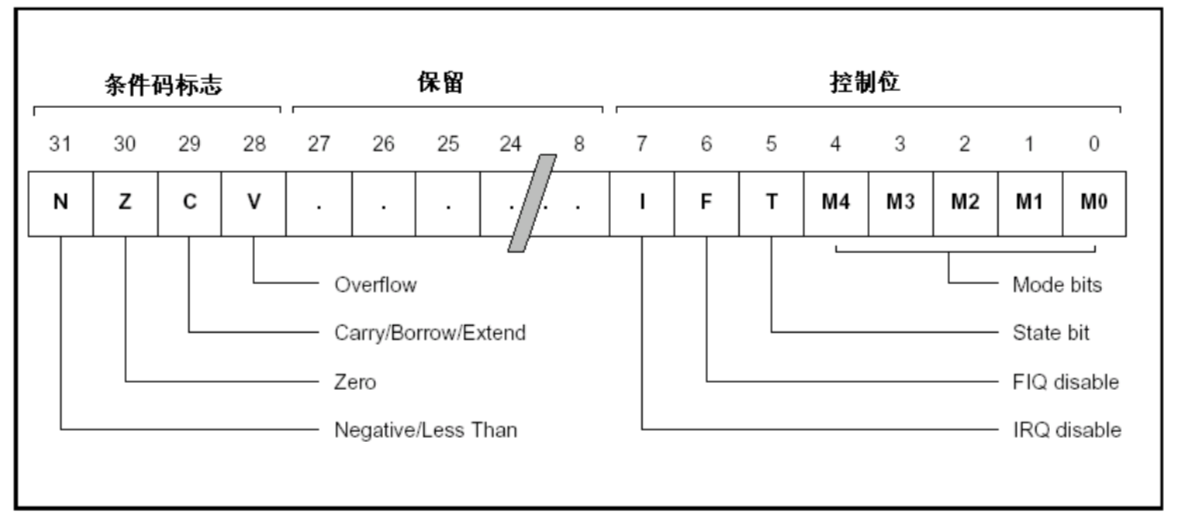 条件码标志 保留 控制位
31 30 29 28 27 26 25 24 8 7 6 5 4 3 2 1 0
N Z C V . . . . . . I F T M4 M3 M2 M1 M0
Overflow Mode bits
Carry/Borrow/Extend State bit
Zero FIQ disable
Negative/Less Than IRQ disable